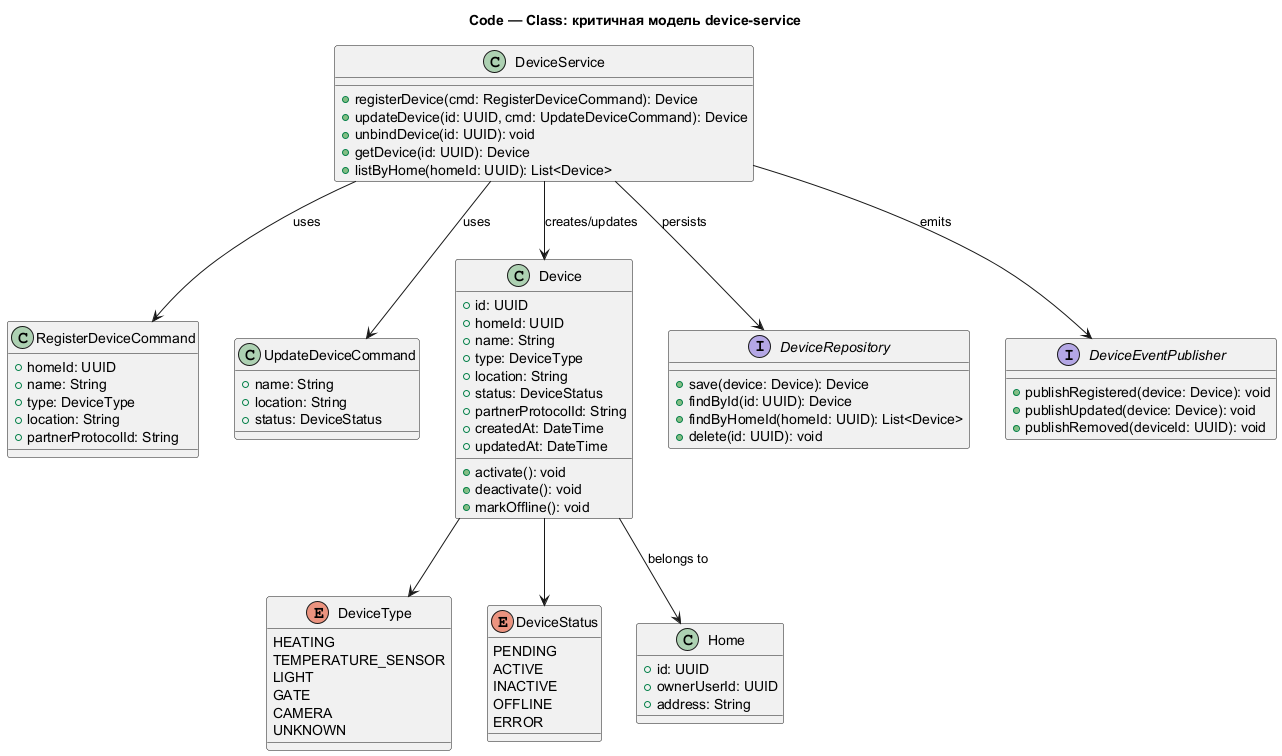 Code — Class: критичная модель device-service
C DeviceService
registerDevice(cmd: RegisterDeviceCommand): Device
updateDevice(id: UUID, cmd: UpdateDeviceCommand): Device
unbindDevice(id: UUID): void
getDevice(id: UUID): Device
listByHome(homeId: UUID): List<Device>
uses
uses
creates/updates
persists
emits
C RegisterDeviceCommand
homeId: UUID
name: String
type: DeviceType
location: String
partnerProtocolId: String
C UpdateDeviceCommand
name: String
location: String
status: DeviceStatus
C Device
id: UUID
homeId: UUID
name: String
type: DeviceType
location: String
status: DeviceStatus
partnerProtocolId: String
createdAt: DateTime
updatedAt: DateTime
activate(): void
deactivate(): void
markOffline(): void
I DeviceRepository
save(device: Device): Device
findById(id: UUID): Device
findByHomeId(homeId: UUID): List<Device>
delete(id: UUID): void
I DeviceEventPublisher
publishRegistered(device: Device): void
publishUpdated(device: Device): void
publishRemoved(deviceId: UUID): void
belongs to
E DeviceType
HEATING
TEMPERATURE_SENSOR
LIGHT
GATE
CAMERA
UNKNOWN
E DeviceStatus
PENDING
ACTIVE
INACTIVE
OFFLINE
ERROR
C Home
id: UUID
ownerUserId: UUID
address: String